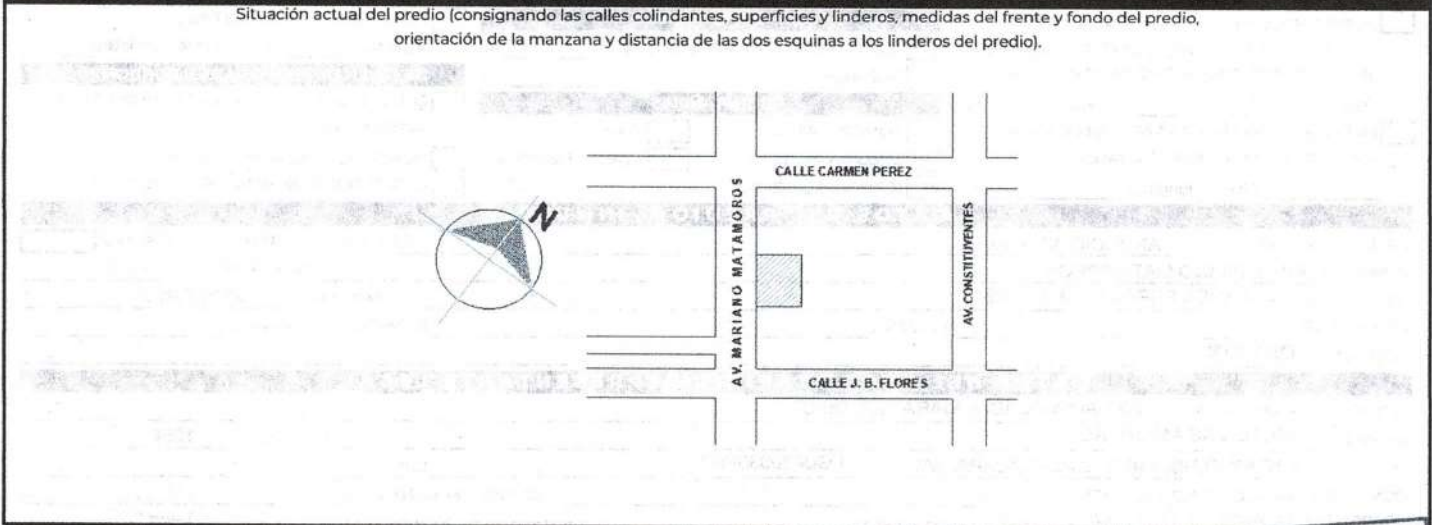 Situación actual del predio (consignando las calles colindantes, superficies y linderos, medidas del frente y fondo del predio,
orientación de la manzana y distancia de las dos esquinas a los linderos del predio).
CALLE CARMEN PEREZ
N
AV. MARIANO MATAMOROS
AV. CONSTITUYENTES
CALLE J. B. FLORES